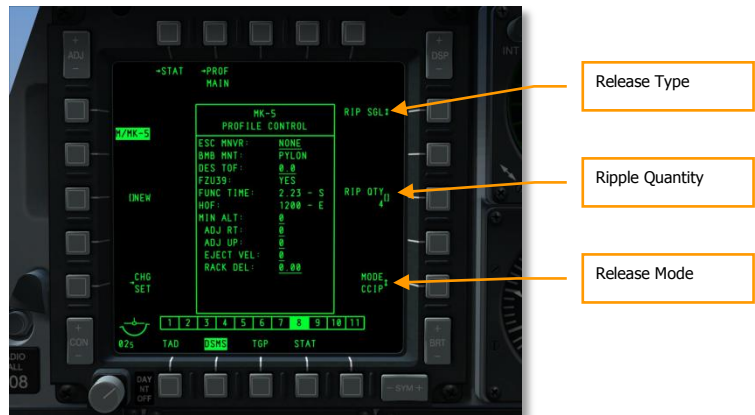 ADJ
DSP
INT
→STAT
→PROF
MAIN
M/MK-5
MK-5
PROFILE CONTROL
RIP SGL↕
Release Type
ESC MNVR: NONE
BMB MNT: PYLON
DES TOF: 0.0
FZU39: YES
FUNC TIME: 2.23 - S
HOF: 1200 - E
MIN ALT: 0
ADJ RT: 0
ADJ UP: 0
EJECT VEL: 0
RACK DEL: 0.00
[]NEW
RIP QTY
4[]
Ripple Quantity
→CHG
SET
MODE
CCIP↕
Release Mode
1 2 3 4 5 6 7 8 9 10 11
02s
TAD
DSMS
TGP
STAT
CON
BRT
DAY
NT
OFF
- SYM +
08